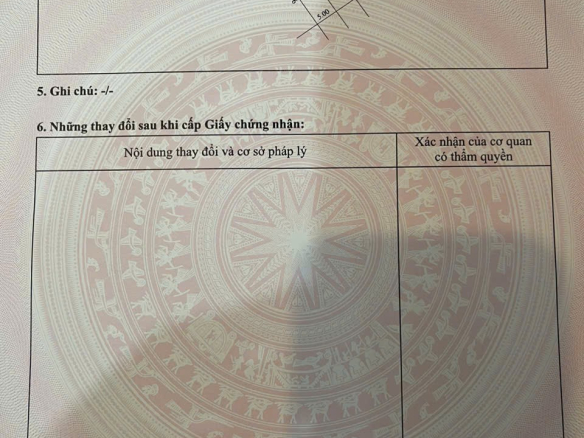 5.00
5. Ghi chú: -/-
6. Những thay đổi sau khi cấp Giấy chứng nhận:
Nội dung thay đổi và cơ sở pháp lý
Xác nhận của cơ quan
có thẩm quyền